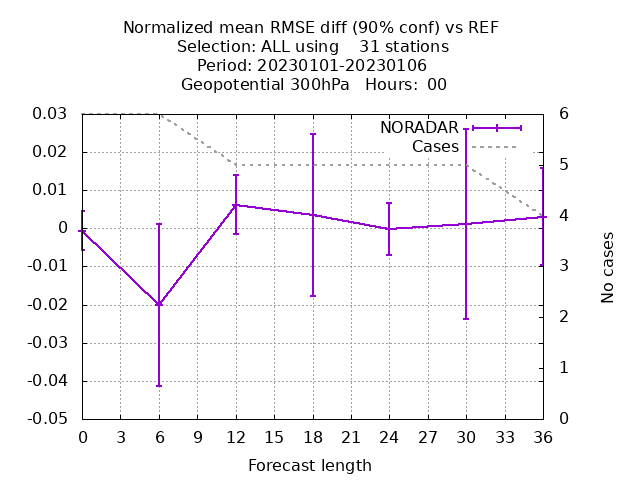 Normalized mean RMSE diff (90% conf) vs REF
Selection: ALL using    31 stations
Period: 20230101-20230106
Geopotential 300hPa   Hours:  00
0.03
0.02
0.01
0
-0.01
-0.02
-0.03
-0.04
-0.05
NORADAR
Cases
6
5
4
3
2
1
0
No cases
0 3 6 9 12 15 18 21 24 27 30 33 36
Forecast length